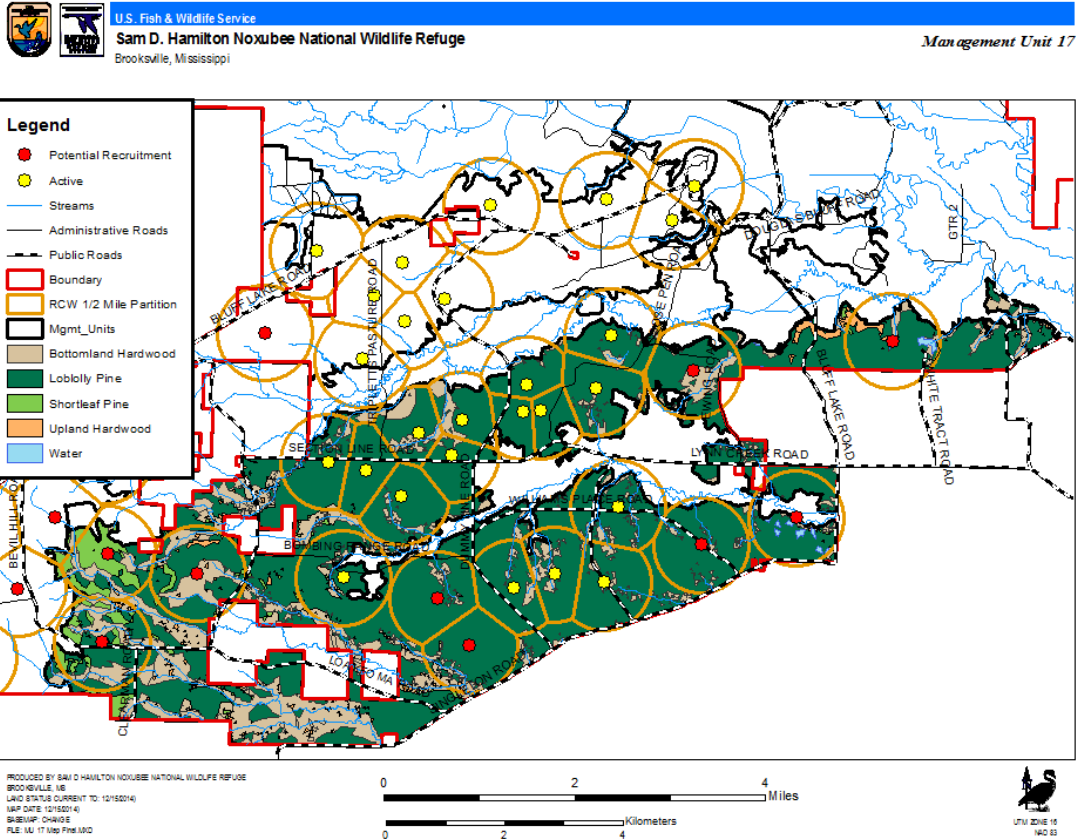 U.S. Fish & Wildlife Service
Sam D. Hamilton Noxubee National Wildlife Refuge
Management Unit 17
Brooksville, Mississippi
Legend
Potential Recruitment
Active
Streams
Administrative Roads
Public Roads
Boundary
RCW 1/2 Mile Partition
Mgmt_Units
Bottomland Hardwood
Loblolly Pine
Shortleaf Pine
Upland Hardwood
Water
BLUFF LAKE ROAD
TRIPLETTS PASTURE ROAD
DOUGLAS BLUFF ROAD
GTR 2
BLUFF LAKE ROAD
WHITE TRACT ROAD
SECTION LINE ROAD
LYNN CREEK ROAD
WILLIAMS PLACE ROAD
BOMBING RANGE ROAD
BEVIL HILL RO
PRODUCED BY SAM D HAMILTON NOXUBEE NATIONAL WILDLIFE REFUGE
BROOKSVILLE, MS
LAND STATUS CURRENT TO: 12/15/2014)
MAP DATE: 12/15/2014)
BASEMAP: CHANGE
FILE: MU 17 Map Final.MXD
0 2 4
Miles
Kilometers
0 2 4
UTM ZONE 16
NAD 83